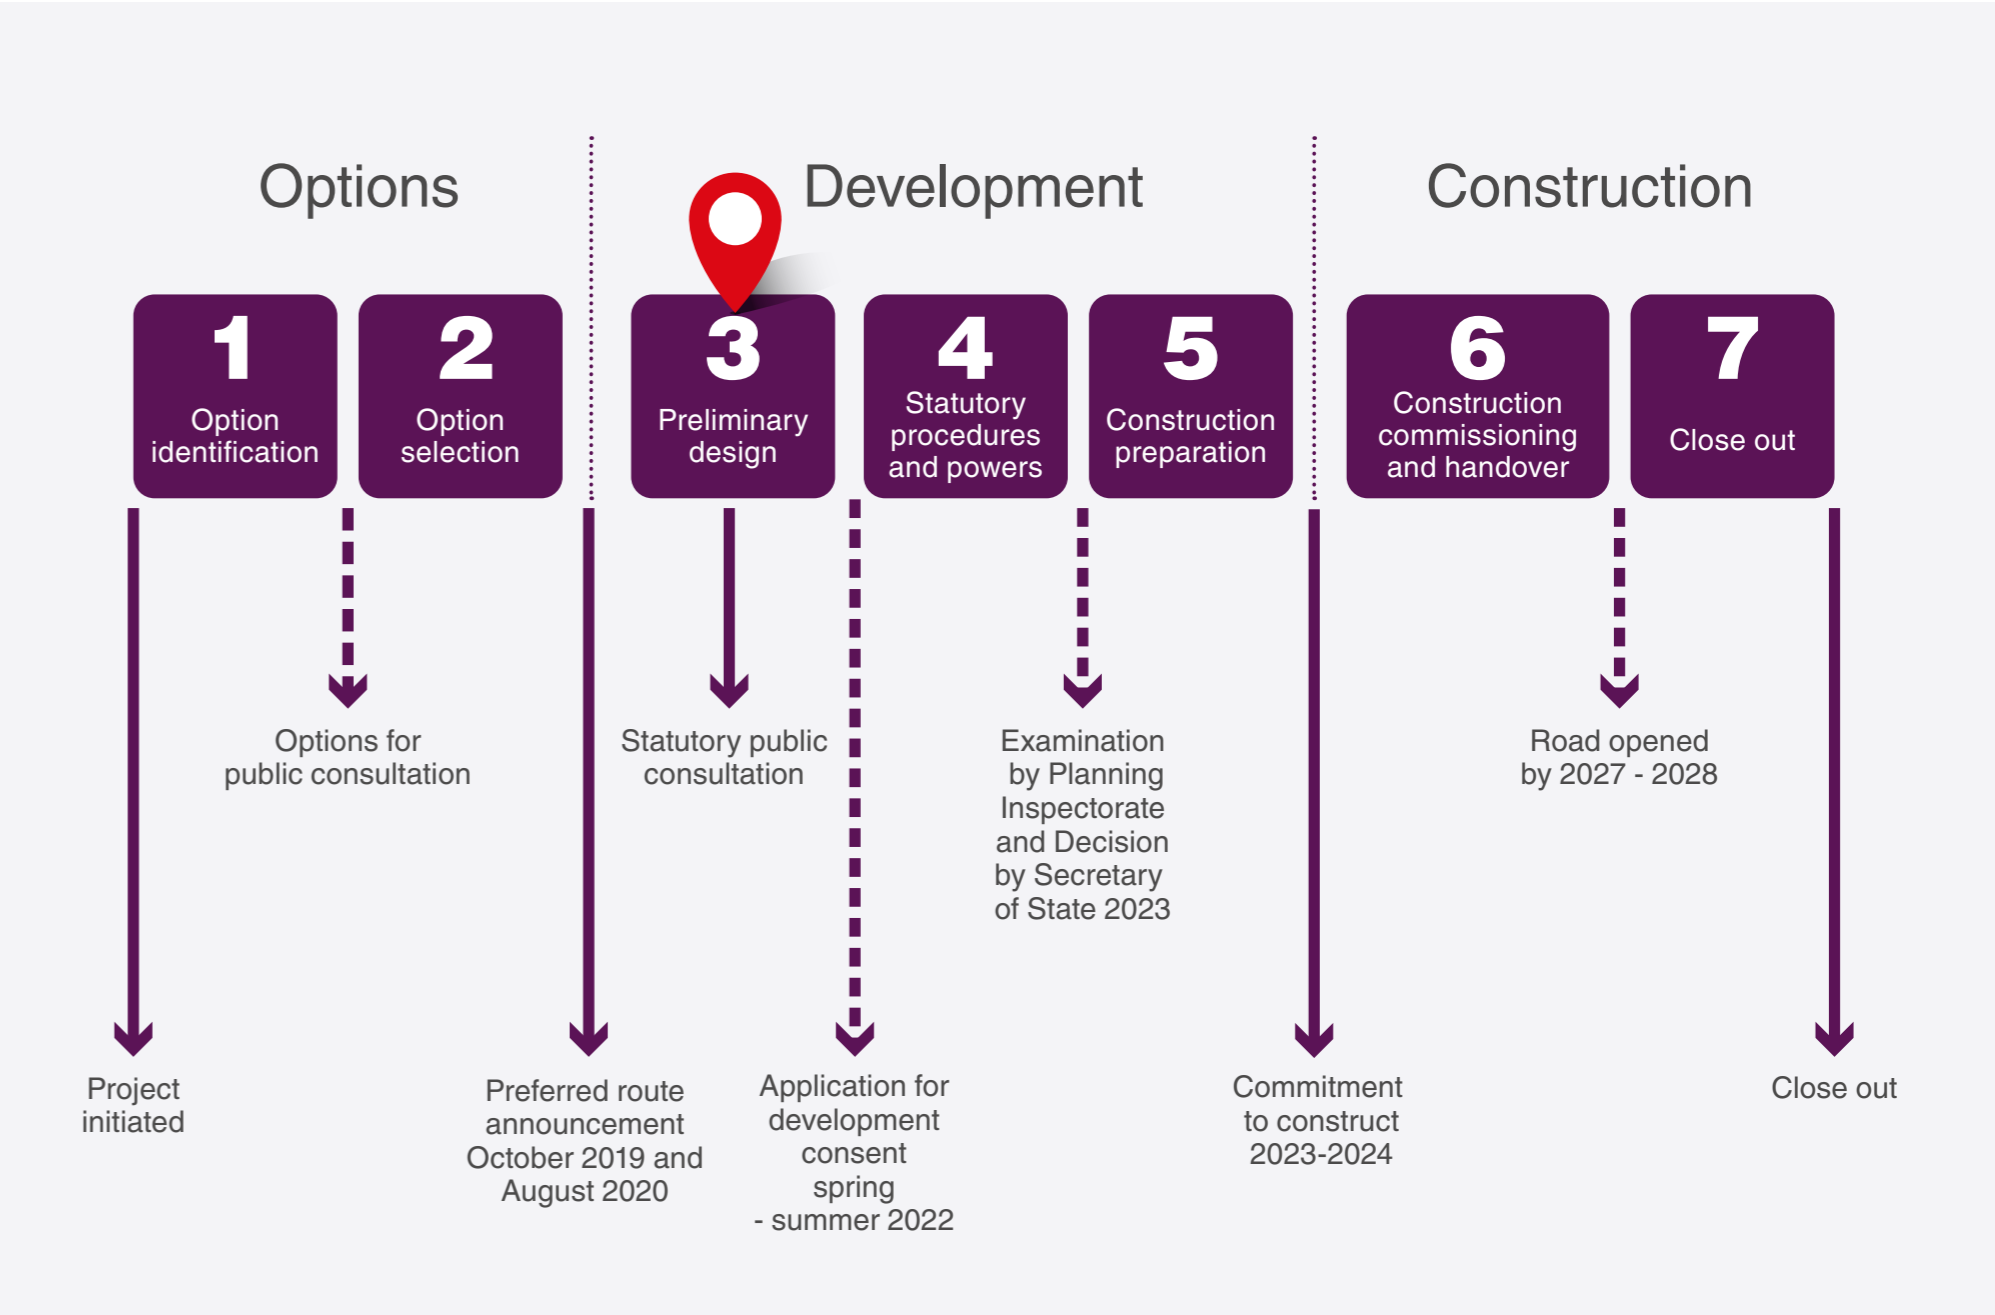 Options
Development
Construction
1
Option
identification
2
Option
selection
3
Preliminary
design
4
Statutory
procedures
and powers
5
Construction
preparation
6
Construction
commissioning
and handover
7
Close out
Options for
public consultation
Statutory public
consultation
Examination
by Planning
Inspectorate
and Decision
by Secretary
of State 2023
Road opened
by 2027 - 2028
Project
initiated
Preferred route
announcement
October 2019 and
August 2020
Application for
development
consent
spring
- summer 2022
Commitment
to construct
2023-2024
Close out